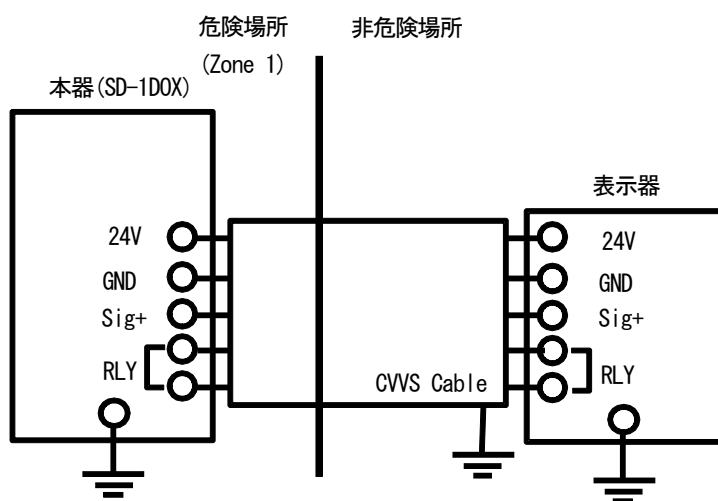 危険場所
(Zone 1)
非危険場所
本器(SD-1DOX)
表示器
24V
GND
Sig+
RLY
CVVS Cable
24V
GND
Sig+
RLY